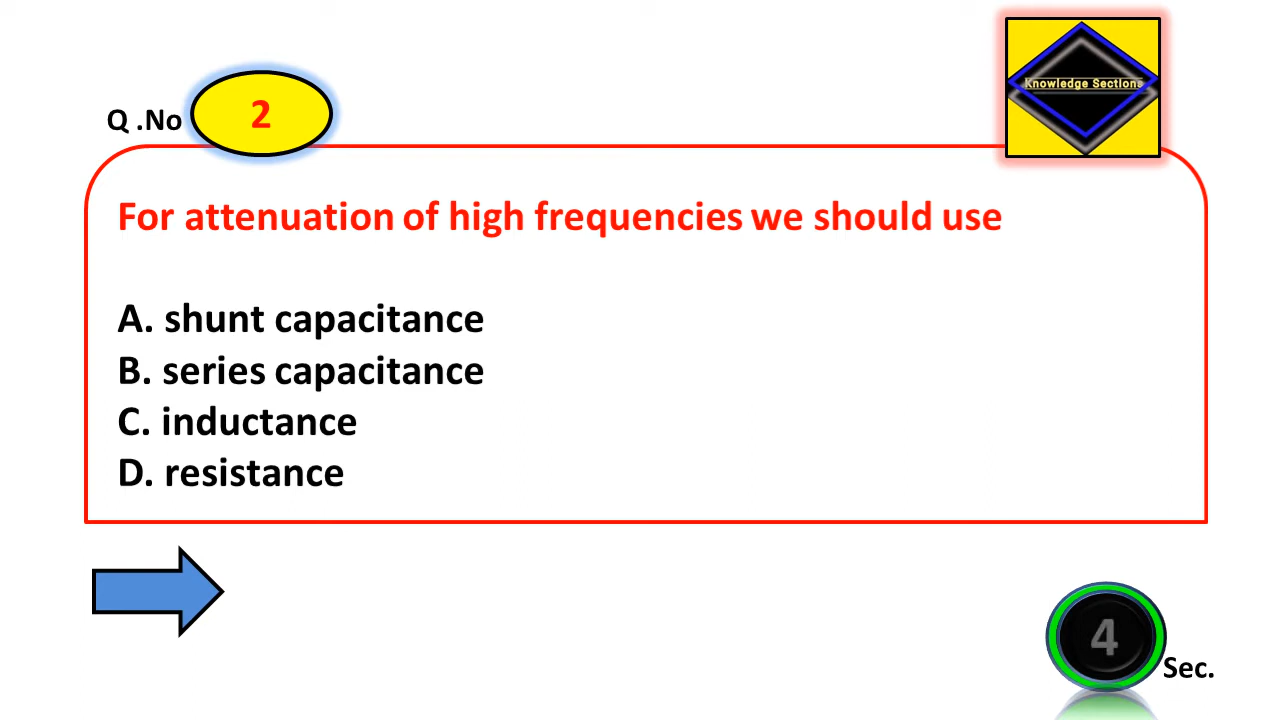 Knowledge Sections
Q .No 2
For attenuation of high frequencies we should use
A. shunt capacitance
B. series capacitance
C. inductance
D. resistance
4 Sec.